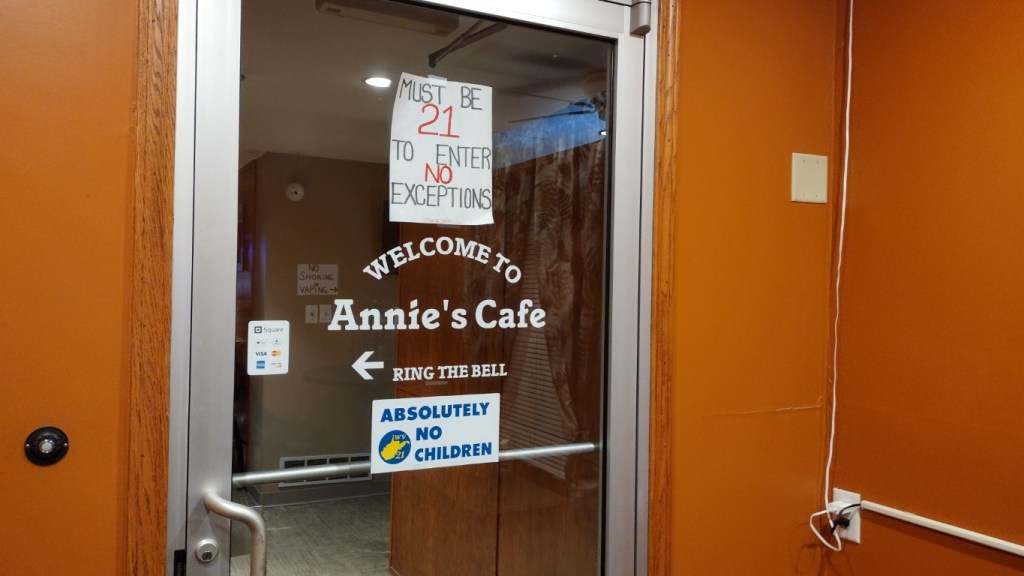 MUST BE
21
TO ENTER
NO
EXCEPTIONS
WELCOME TO
Annie's Cafe
RING THE BELL
NO
SMOKING
VAPING
Square
VISA
ABSOLUTELY
NO
CHILDREN
WV
21